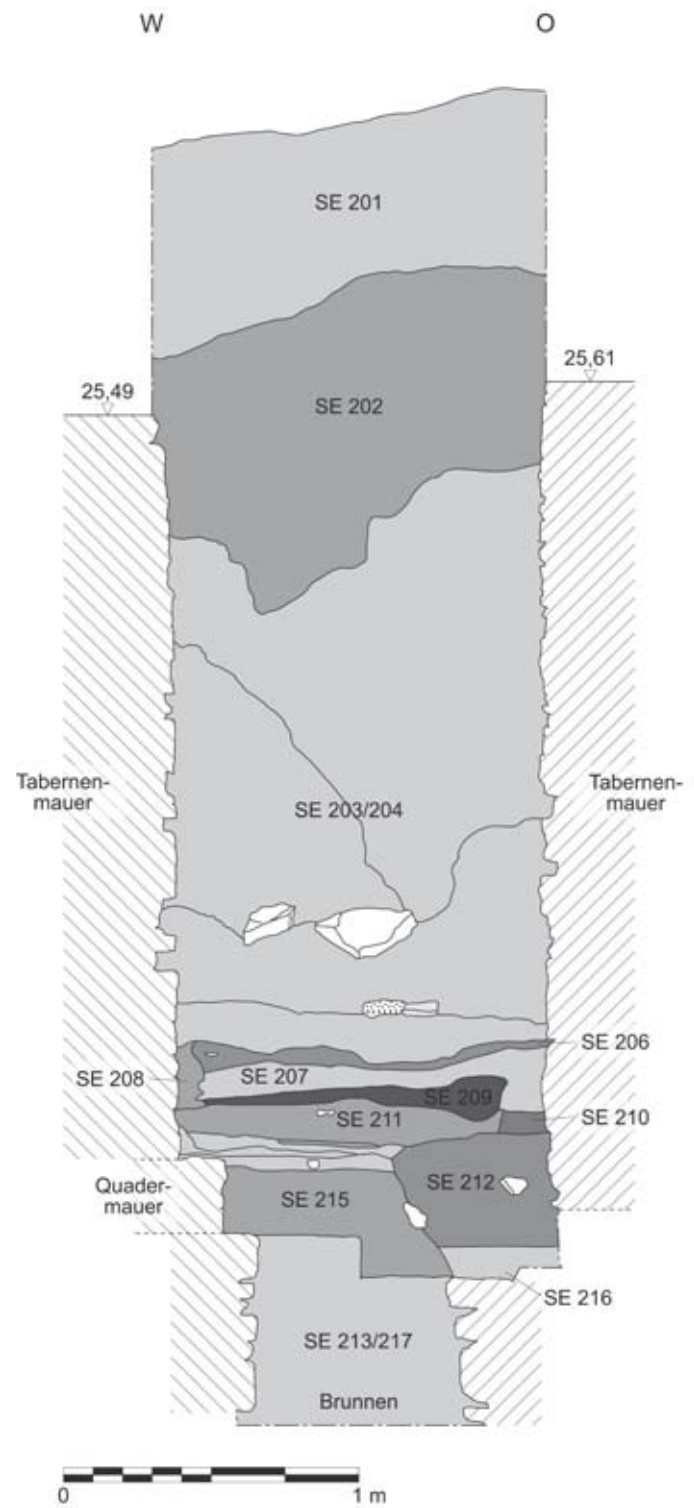 W
O
SE 201
25,61
25,49
SE 202
Tabernen-
mauer
Tabernen-
mauer
SE 203/204
SE 206
SE 207
SE 208
SE 209
SE 210
SE 211
SE 212
Quader-
mauer
SE 215
SE 216
SE 213/217
Brunnen
0
1 m